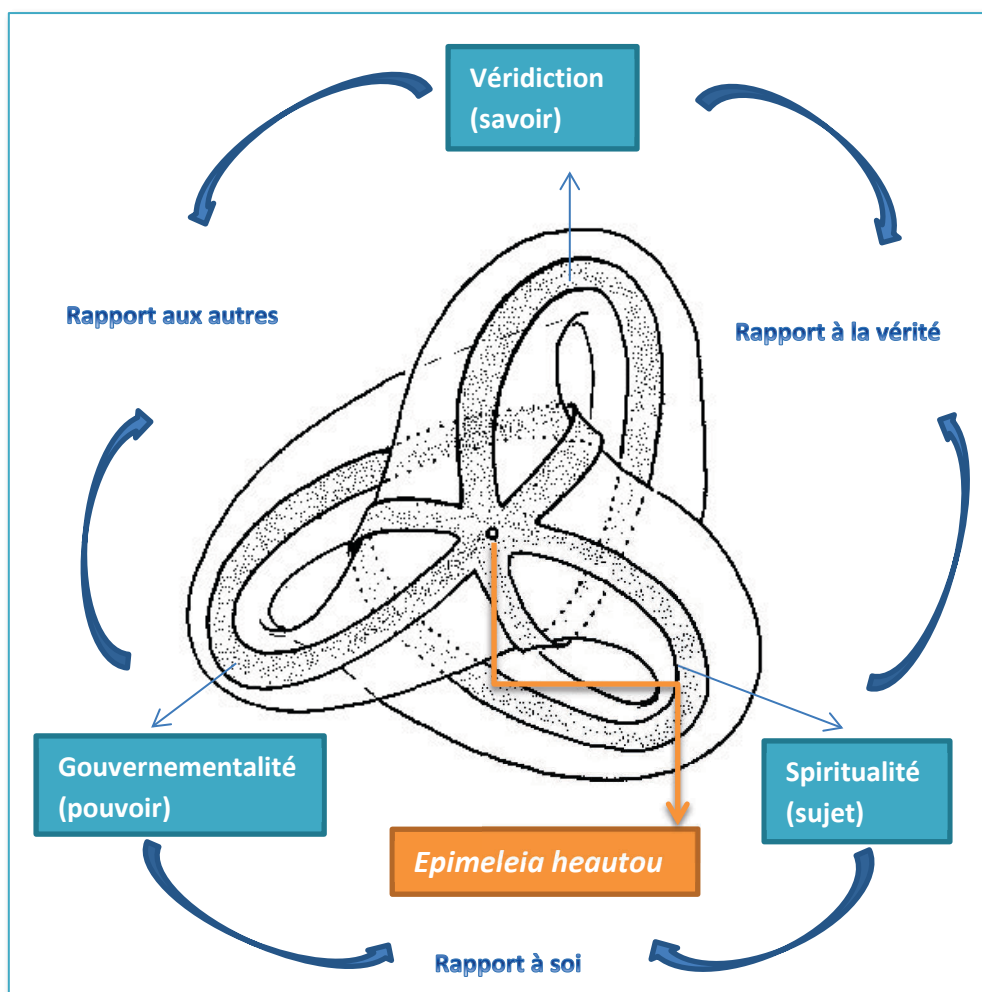 Véridiction
(savoir)
Rapport aux autres
Rapport à la vérité
Gouvernementalité
(pouvoir)
Spiritualité
(sujet)
Epimeleia heautou
Rapport à soi